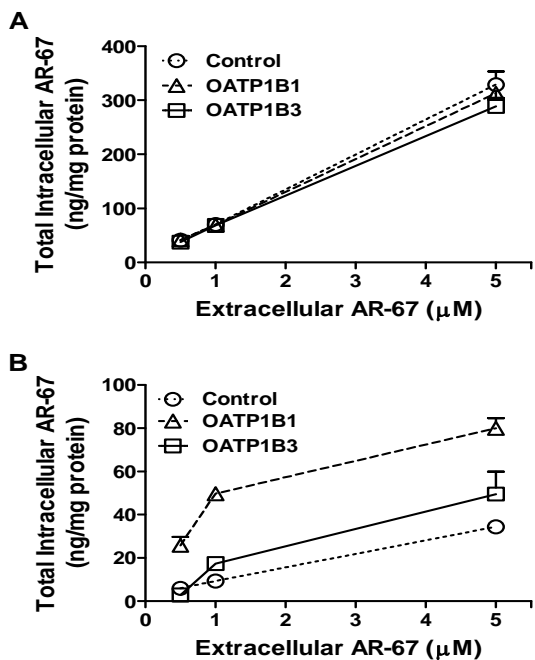 A
Total Intracellular AR-67
(ng/mg protein)
400
300
200
100
0
Control
OATP1B1
OATP1B3
0 1 2 3 4 5
Extracellular AR-67 (μM)
B
Total Intracellular AR-67
(ng/mg protein)
100
80
60
40
20
0
Control
OATP1B1
OATP1B3
0 1 2 3 4 5
Extracellular AR-67 (μM)